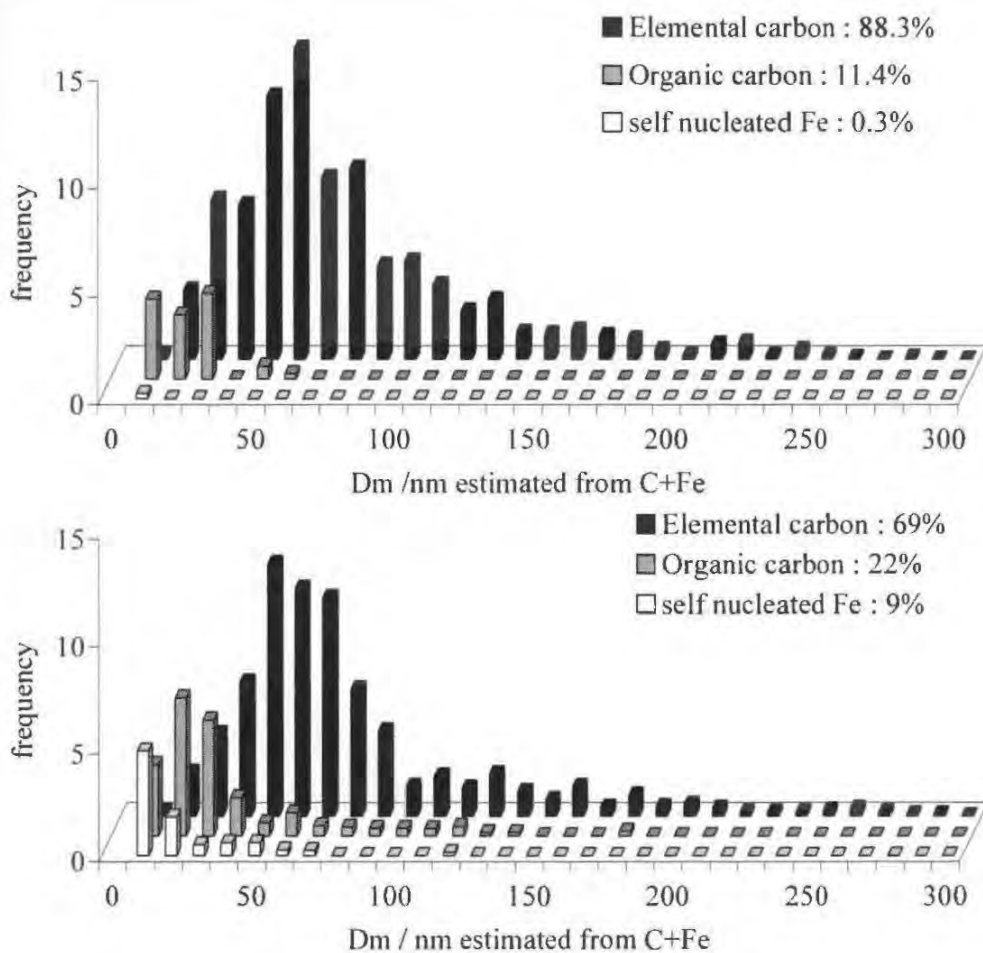 Elemental carbon : 88.3%
Organic carbon : 11.4%
self nucleated Fe : 0.3%
frequency
15
10
5
0
0 50 100 150 200 250 300
Dm /nm estimated from C+Fe
Elemental carbon : 69%
Organic carbon : 22%
self nucleated Fe : 9%
frequency
15
10
5
0
0 50 100 150 200 250 300
Dm / nm estimated from C+Fe